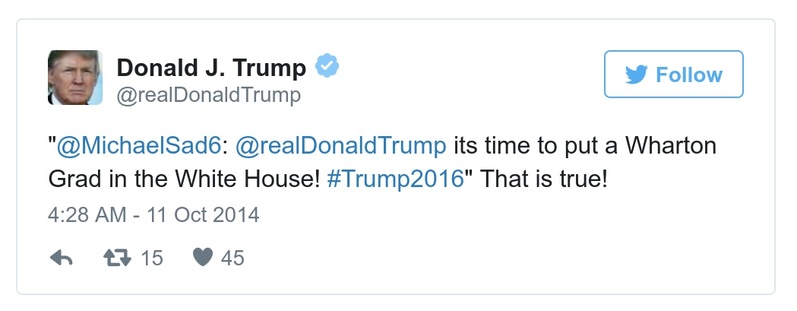 Donald J. Trump
@realDonaldTrump
Follow
"@MichaelSad6: @realDonaldTrump its time to put a Wharton
Grad in the White House! #Trump2016" That is true!
4:28 AM - 11 Oct 2014
15 45